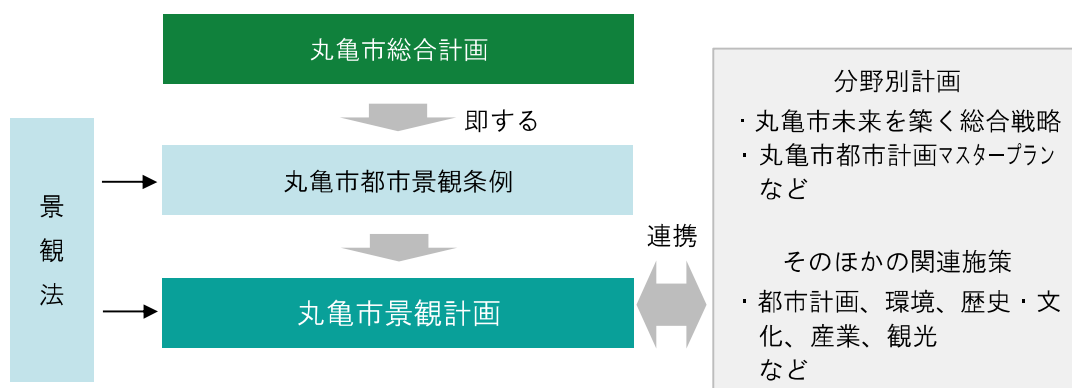 丸亀市総合計画
即する
景観法
丸亀市都市景観条例
丸亀市景観計画
連携
分野別計画
・丸亀市未来を築く総合戦略
・丸亀市都市計画マスタープラン
など
そのほかの関連施策
・都市計画、環境、歴史・文
化、産業、観光
など